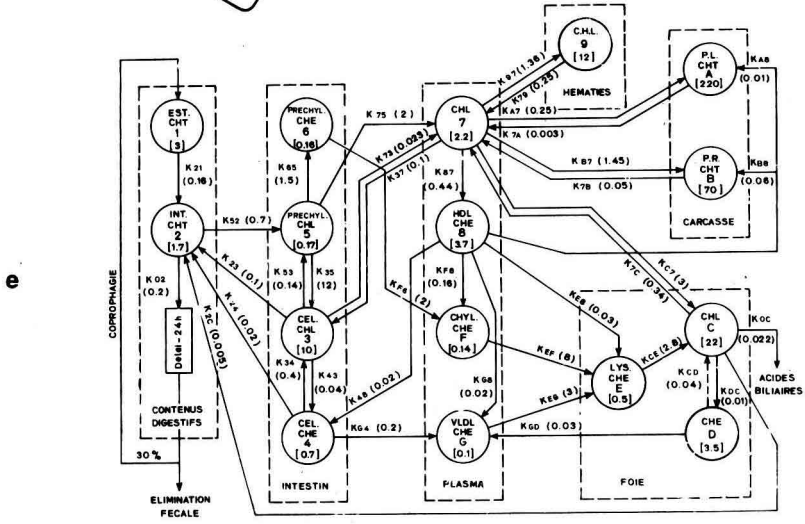 e
COPROPHAGIE
30%
ELIMINATION
FECALE
EST.
CHT
1
[3]
K21
(0.16)
INT.
CHT
2
[1.7]
K02
(0.2)
Délai-24h
CONTENUS
DIGESTIFS
K52 (0.7)
K23 (0.1)
K24 (0.02)
K2C (0.005)
PRECHYL.
CHE
6
[0.16]
K65
(1.5)
PRECHYL.
CHL
5
[0.17]
K53
(0.14)
K35
(12)
CEL.
CHL
3
[10]
K34
(0.4)
K43
(0.04)
CEL.
CHE
4
[0.7]
INTESTIN
K75 (2)
K73 (0.023)
K37 (0.1)
KF6 (2)
K48 (0.02)
KG4 (0.2)
CHL
7
[2.2]
K87
(0.44)
HDL
CHE
8
[3.7]
KF8
(0.16)
CHYL.
CHE
F
[0.14]
KG8
(0.02)
VLDL
CHE
G
[0.1]
PLASMA
K97 (1.36)
K79 (0.25)
C.H.L.
9
[12]
HEMATIES
KA7 (0.25)
K7A (0.003)
KB7 (1.45)
K7B (0.05)
P.L.
CHT
A
[220]
KA8
(0.01)
P.R.
CHT
B
[70]
KB8
(0.06)
CARCASSE
KC7 (3)
K7C (0.34)
KE8 (0.03)
KEF (8)
KEG (3)
KGD (0.03)
LYS.
CHE
E
[0.5]
KCE (2.8)
CHL
C
[22]
KOC
(0.022)
ACIDES
BILIAIRES
KCD
(0.04)
KDC
(0.01)
CHE
D
[3.5]
FOIE